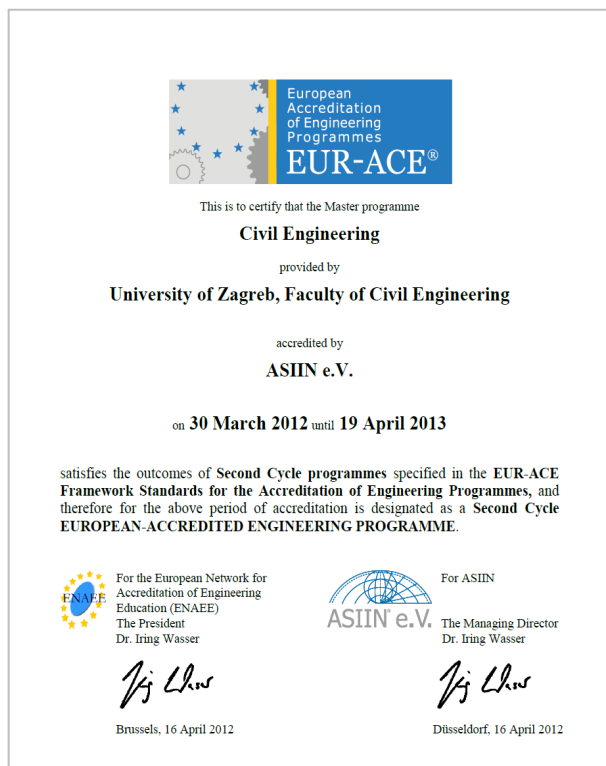 European
Accreditation
of Engineering
Programmes
EUR-ACE®
This is to certify that the Master programme
Civil Engineering
provided by
University of Zagreb, Faculty of Civil Engineering
accredited by
ASIIN e.V.
on 30 March 2012 until 19 April 2013
satisfies the outcomes of Second Cycle programmes specified in the EUR-ACE
Framework Standards for the Accreditation of Engineering Programmes, and
therefore for the above period of accreditation is designated as a Second Cycle
EUROPEAN-ACCREDITED ENGINEERING PROGRAMME.
ENAEE
For the European Network for
Accreditation of Engineering
Education (ENAEE)
The President
Dr. Iring Wasser
Brussels, 16 April 2012
ASIIN e.V.
For ASIIN
The Managing Director
Dr. Iring Wasser
Düsseldorf, 16 April 2012